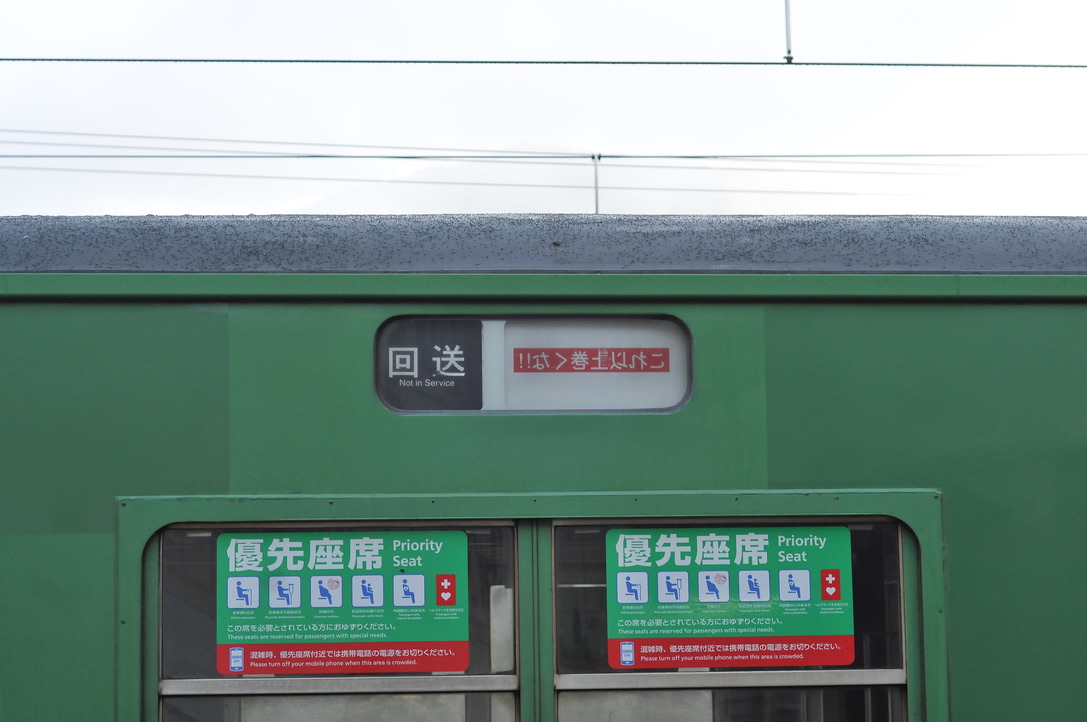 回送
Not in Service
これ以上巻くな!!
優先座席
Priority
Seat
この席を必要とされている方におゆずりください。
These seats are reserved for passengers with special needs.
混雑時、優先座席付近では携帯電話の電源をお切りください。
Please turn off your mobile phone when this area is crowded.
優先座席
Priority
Seat
この席を必要とされている方におゆずりください。
These seats are reserved for passengers with special needs.
混雑時、優先座席付近では携帯電話の電源をお切りください。
Please turn off your mobile phone when this area is crowded.